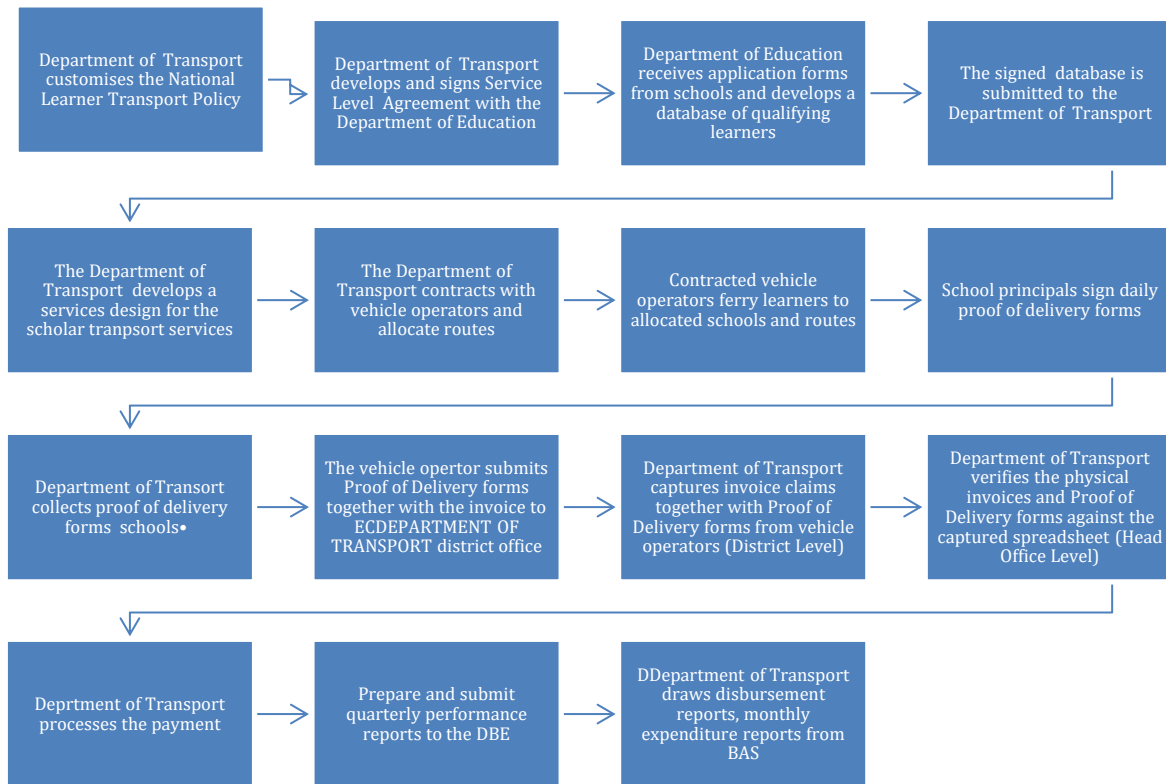 Department of  Transport
customises the National
Learner Transport Policy
Department of  Transport
develops and signs Service
Level  Agreement with the
Department of Education
Department of Education
receives application forms
from schools and develops a
database of qualifying
learners
The signed  database is
submitted to  the
Department of  Transport
The Department of
Transport  develops a
services design for the
scholar tranpsort services
The Department of
Transport contracts with
vehicle operators and
allocate routes
Contracted vehicle
operators ferry learners to
allocated schools and routes
School principals sign daily
proof of delivery forms
Department of Transort
collects proof of delivery
forms  schools•
The vehicle opertor submits
Proof of Delivery forms
together with the invoice to
ECDEPARTMENT OF
TRANSPORT district office
Department of Transport
captures invoice claims
together with Proof of
Delivery forms from vehicle
operators (District Level)
Department of Transport
verifies the physical
invoices and Proof of
Delivery forms against the
captured spreadsheet (Head
Office Level)
Deprtment of Transport
processes the payment
Prepare and submit
quarterly performance
reports to the DBE
DDepartment of Transport
draws disbursement
reports, monthly
expenditure reports from
BAS